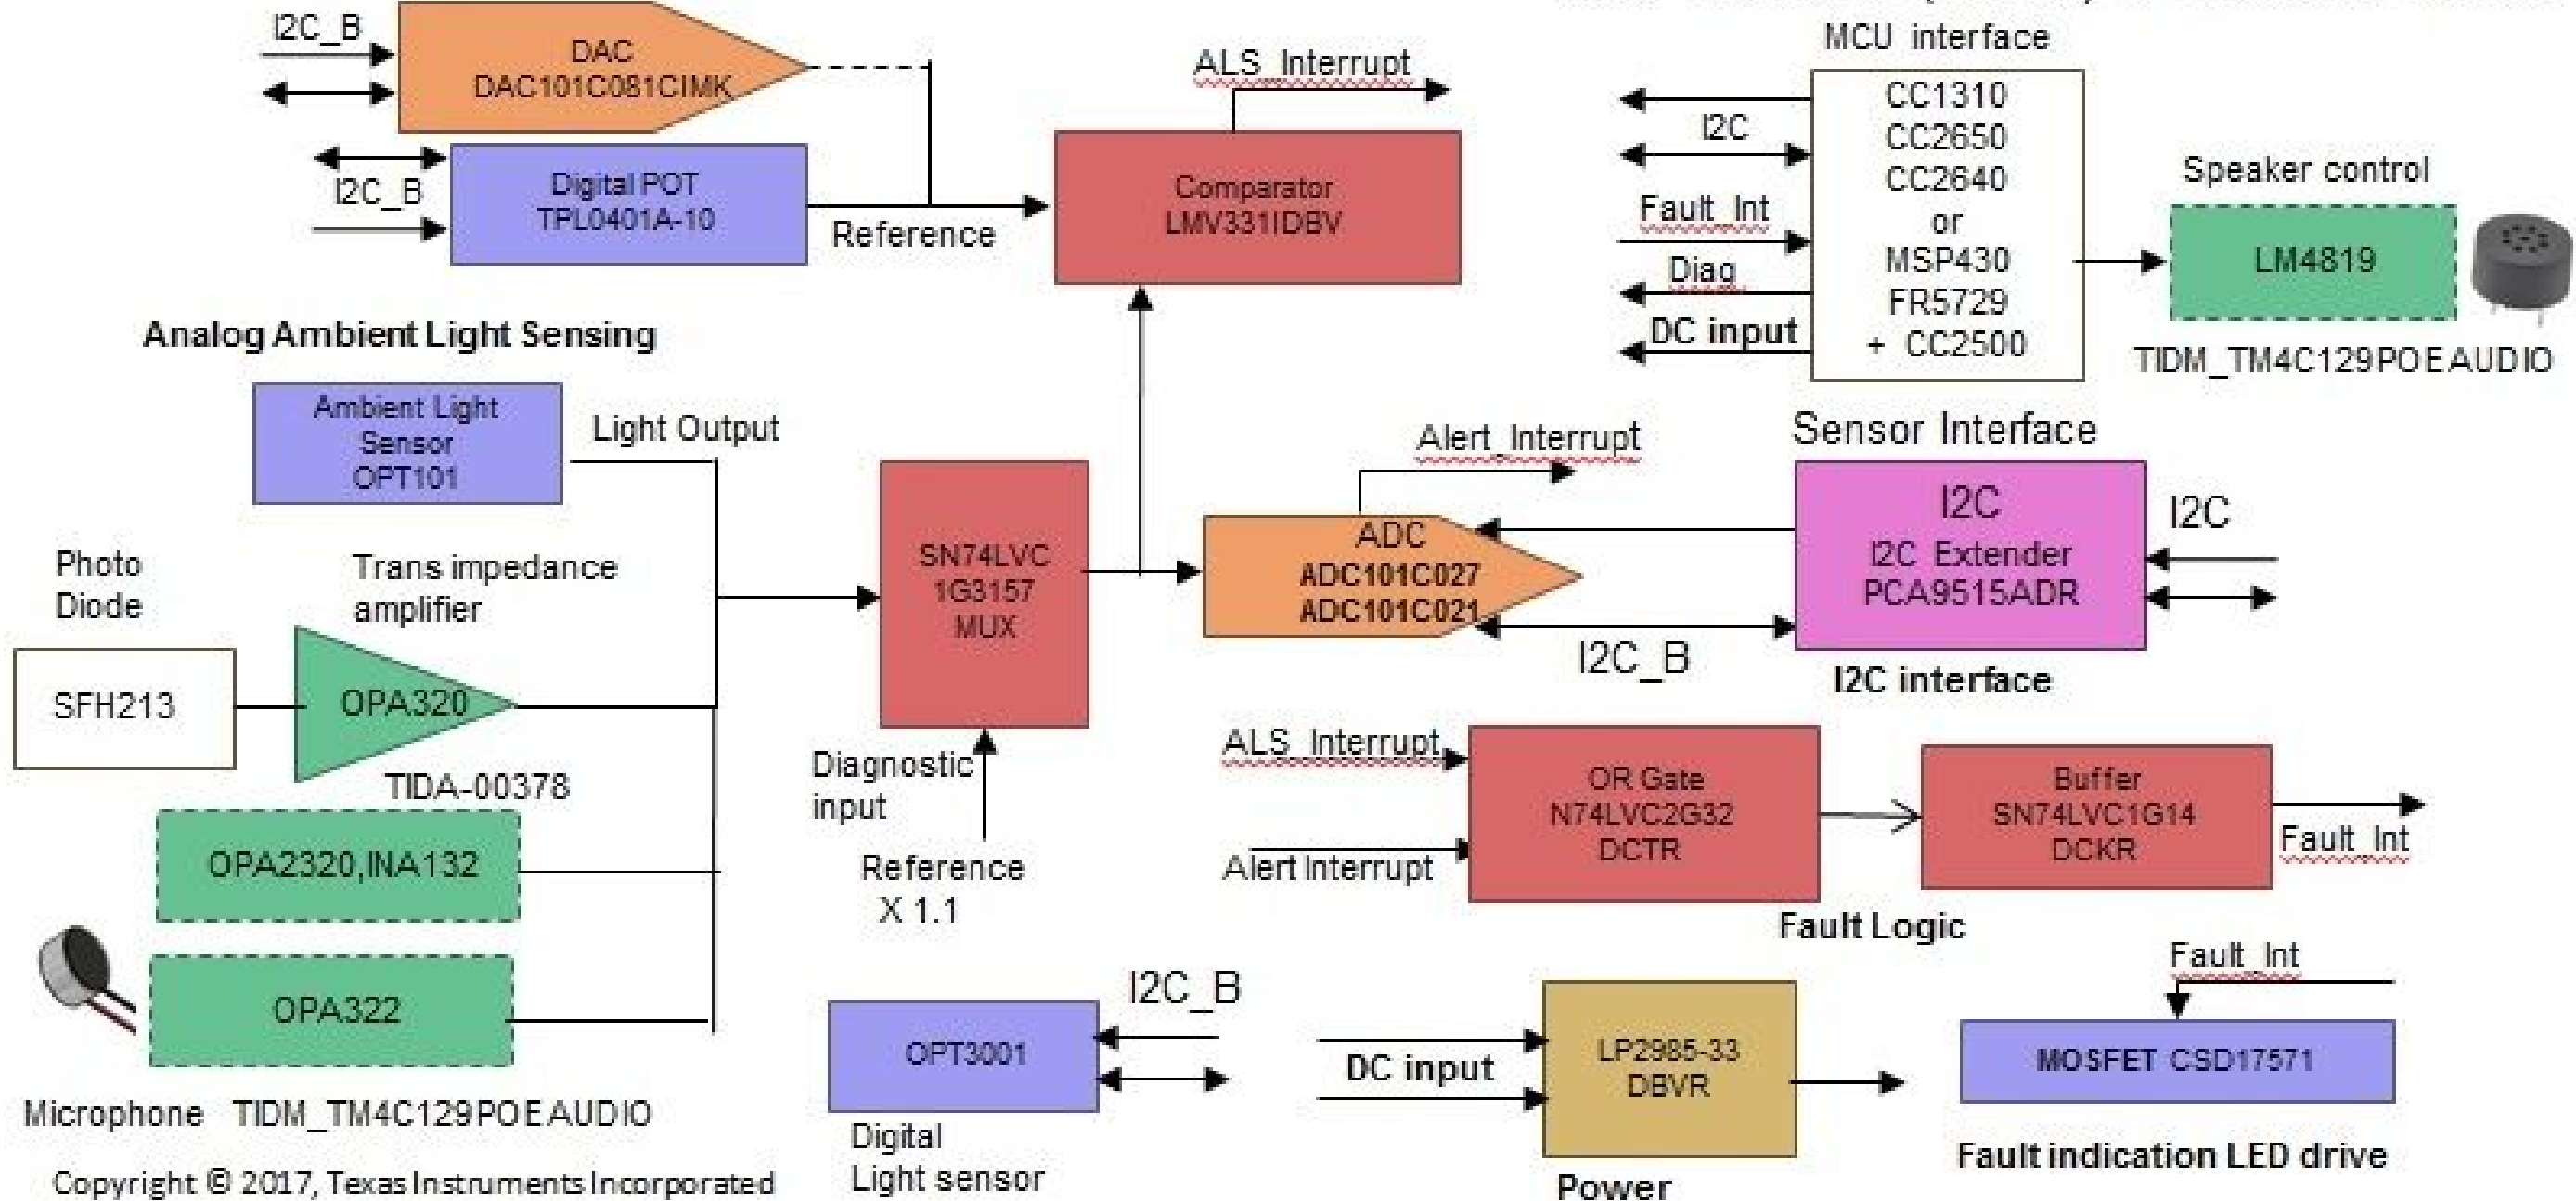 I2C_B
DAC
DAC101C081CIMK
I2C_B
Digital POT
TPL0401A-10
Reference
ALS_Interrupt
Comparator
LMV331IDBV
MCU interface
CC1310
CC2650
CC2640
or
MSP430
FR5729
+ CC2500
I2C
Fault_Int
Diag
DC input
Speaker control
LM4819
TIDM_TM4C129POEAUDIO
Analog Ambient Light Sensing
Ambient Light
Sensor
OPT101
Light Output
Photo
Diode
Trans impedance
amplifier
SFH213
OPA320
TIDA-00378
OPA2320,INA132
OPA322
Microphone TIDM_TM4C129POEAUDIO
SN74LVC
1G3157
MUX
Diagnostic
input
Reference
X 1.1
Alert_Interrupt
ADC
ADC101C027
ADC101C021
I2C_B
Sensor Interface
I2C
I2C Extender
PCA9515ADR
I2C
I2C interface
ALS_Interrupt
Alert Interrupt
OR Gate
N74LVC2G32
DCTR
Buffer
SN74LVC1G14
DCKR
Fault_Int
Fault Logic
OPT3001
I2C_B
Digital
Light sensor
DC input
LP2985-33
DBVR
Power
Fault_Int
MOSFET CSD17571
Fault indication LED drive
Copyright © 2017, Texas Instruments Incorporated